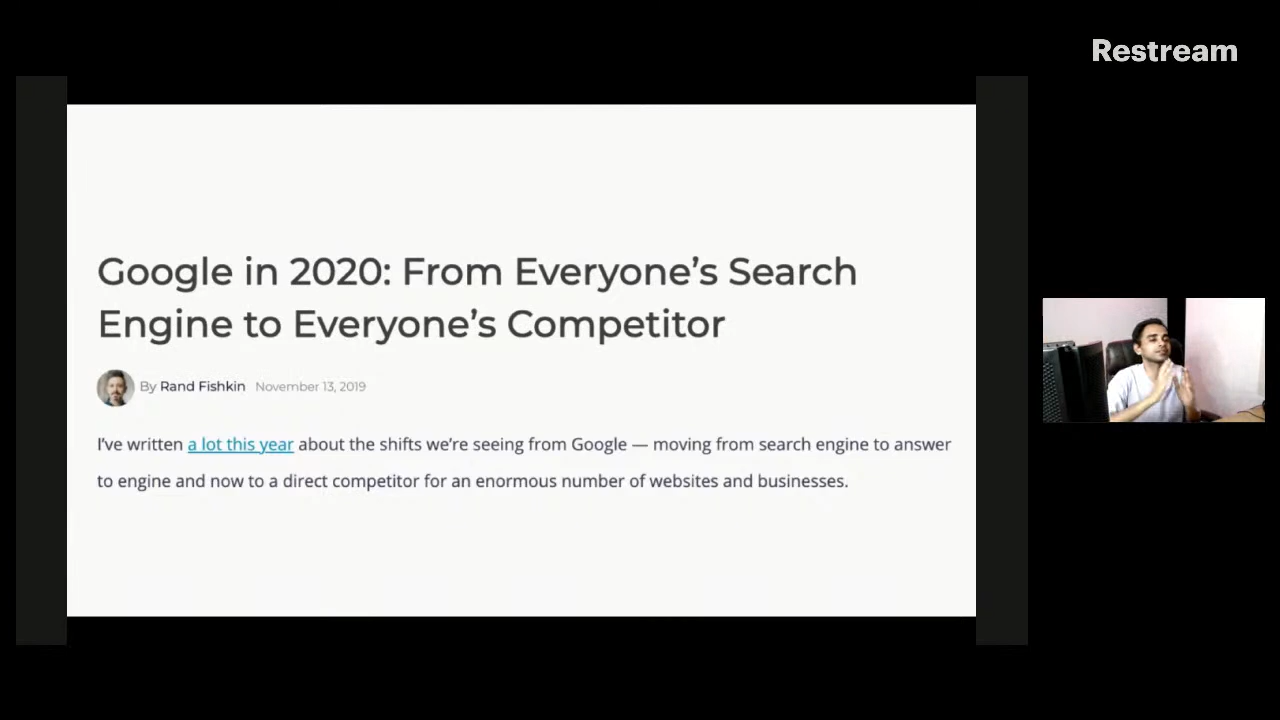 Restream
Google in 2020: From Everyone’s Search
Engine to Everyone’s Competitor
By Rand Fishkin November 13, 2019
I’ve written a lot this year about the shifts we’re seeing from Google — moving from search engine to answer
to engine and now to a direct competitor for an enormous number of websites and businesses.